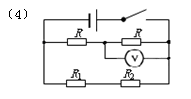 (4)
R R
V
R₁ R₂